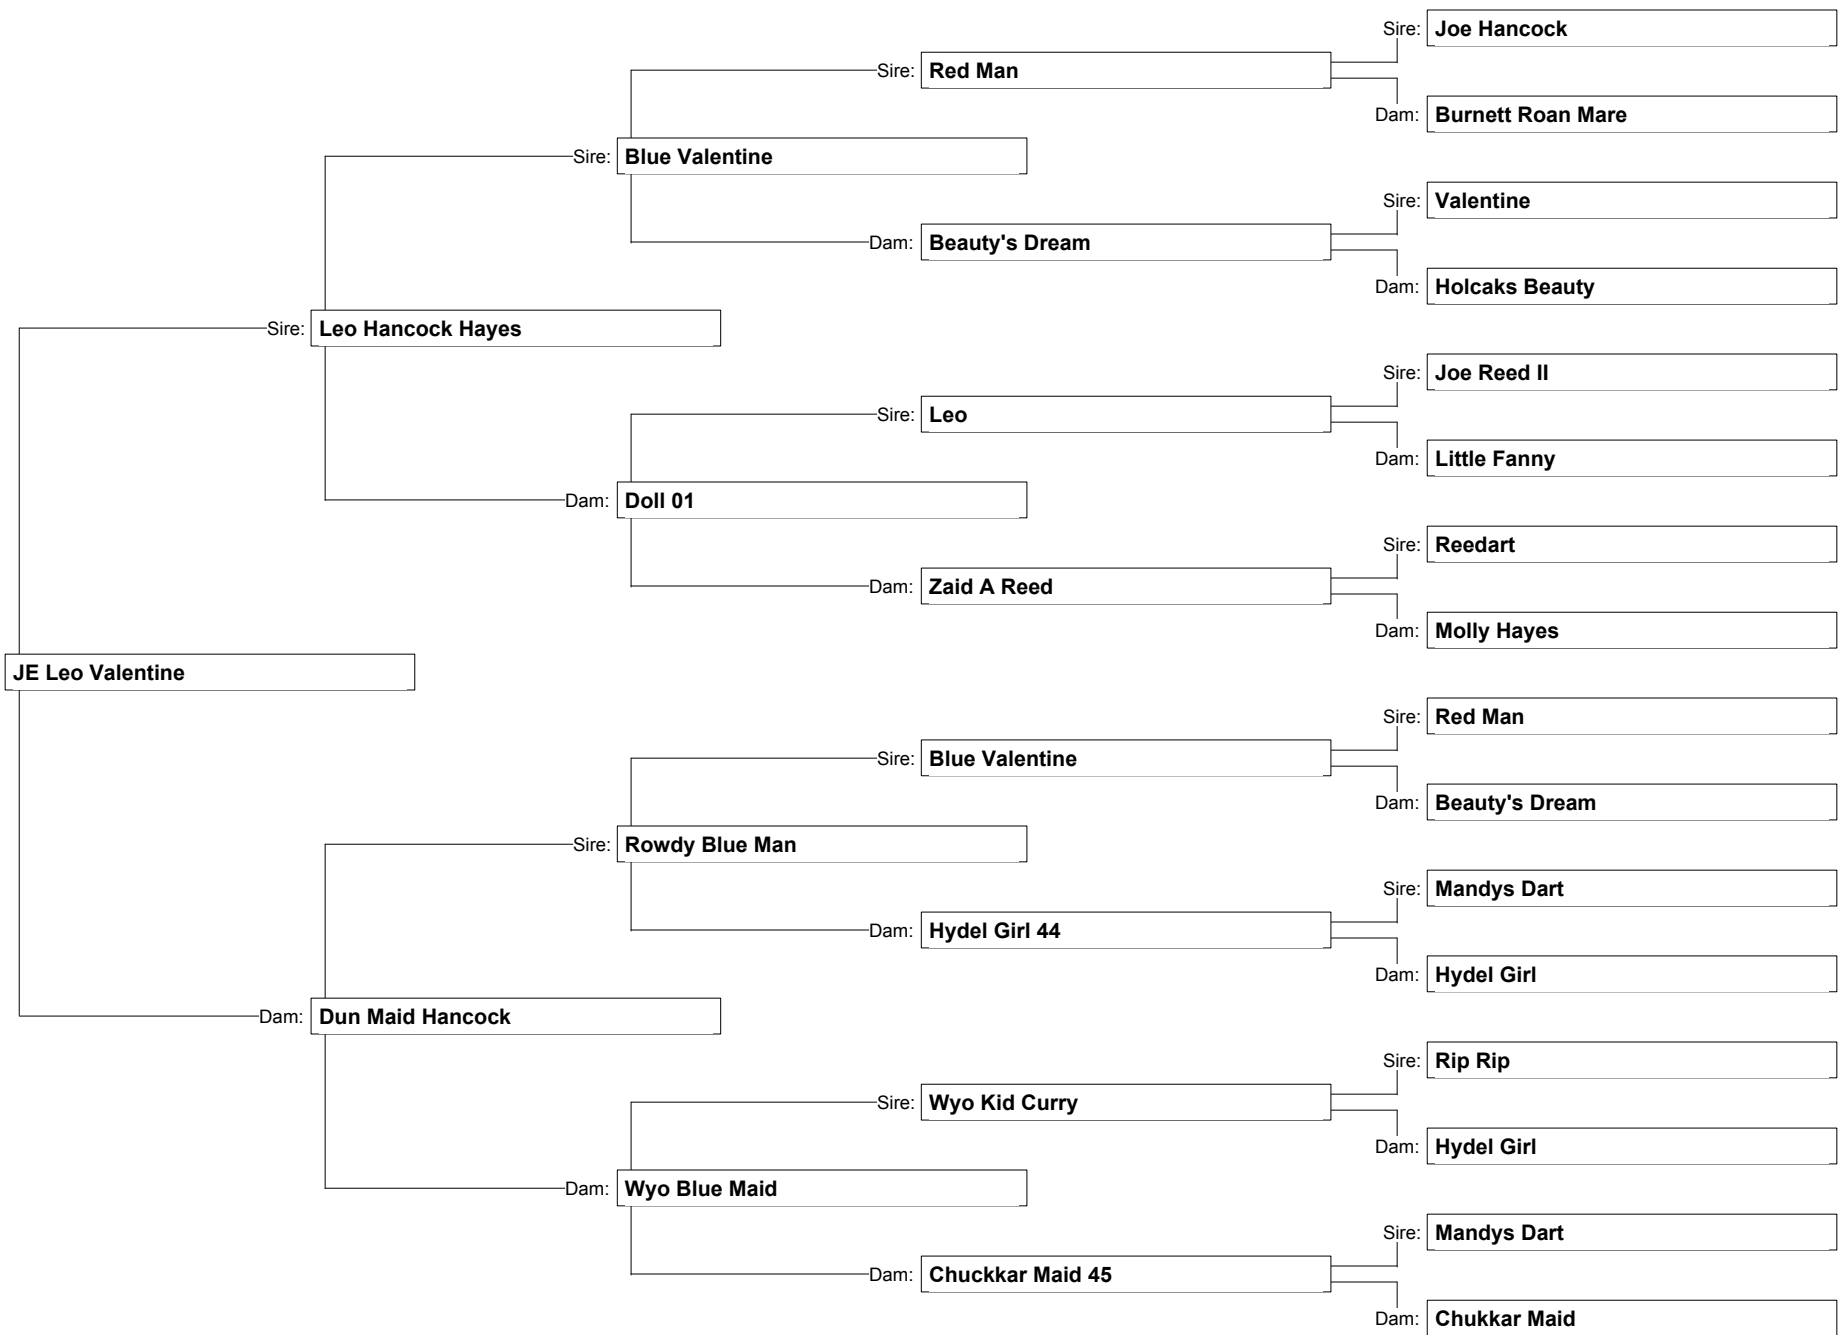 Sire: Joe Hancock
Sire: Red Man
Dam: Burnett Roan Mare
Sire: Blue Valentine
Sire: Valentine
Dam: Beauty's Dream
Dam: Holcaks Beauty
Sire: Leo Hancock Hayes
Sire: Joe Reed II
Sire: Leo
Dam: Little Fanny
Dam: Doll 01
Sire: Reedart
Dam: Zaid A Reed
Dam: Molly Hayes
JE Leo Valentine
Sire: Red Man
Sire: Blue Valentine
Dam: Beauty's Dream
Sire: Rowdy Blue Man
Sire: Mandys Dart
Dam: Hydel Girl 44
Dam: Hydel Girl
Dam: Dun Maid Hancock
Sire: Rip Rip
Sire: Wyo Kid Curry
Dam: Hydel Girl
Dam: Wyo Blue Maid
Sire: Mandys Dart
Dam: Chuckkar Maid 45
Dam: Chukkar Maid